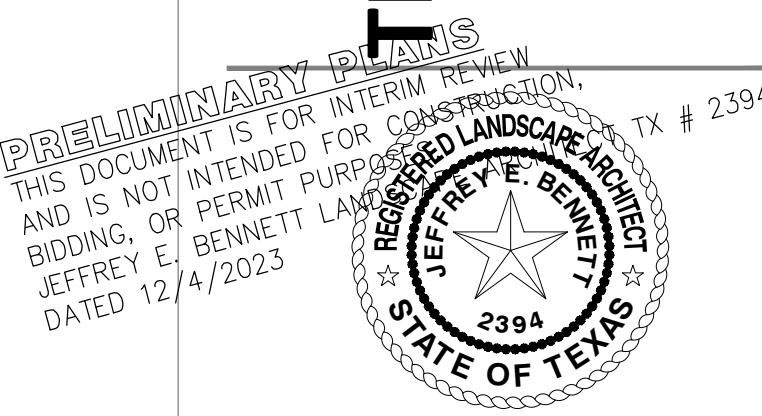 PRELIMINARY PLANS
THIS DOCUMENT IS FOR INTERIM REVIEW
AND IS NOT INTENDED FOR CONSTRUCTION,
BIDDING, OR PERMIT PURPOSES.
JEFFREY E. BENNETT LANDSCAPE ARCHITECT TX # 2394
DATED 12/4/2023
REGISTERED LANDSCAPE ARCHITECT
JEFFREY E. BENNETT
2394
STATE OF TEXAS